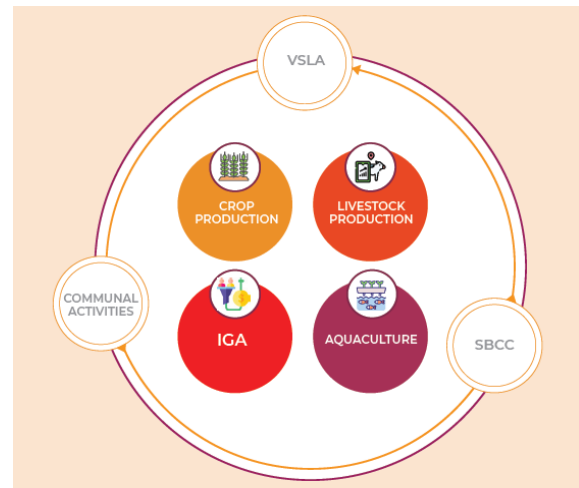 VSLA
CROP
PRODUCTION
LIVESTOCK
PRODUCTION
COMMUNAL
ACTIVITIES
IGA
AQUACULTURE
SBCC